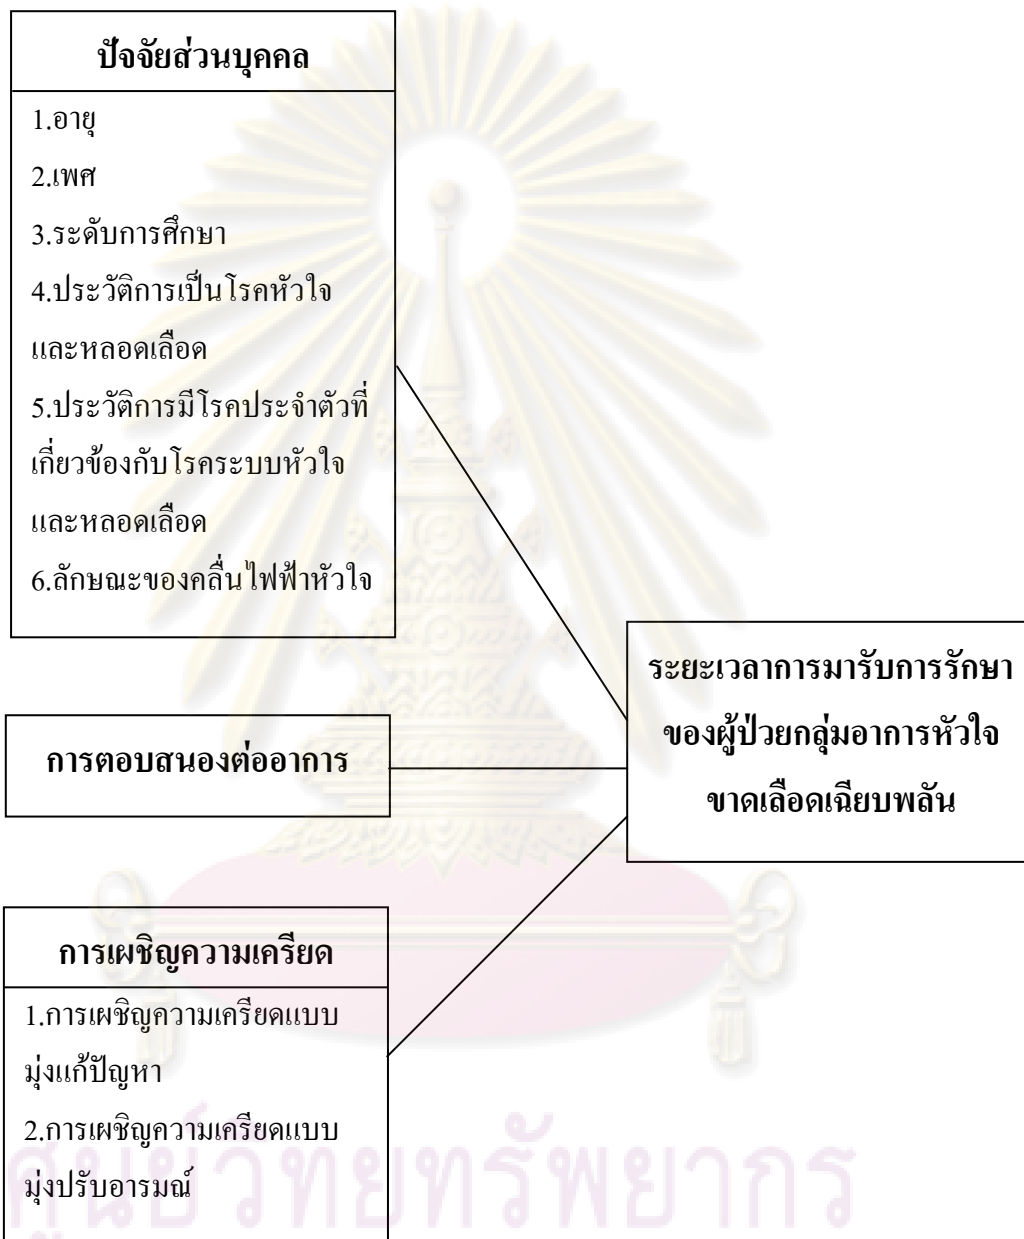 ปัจจัยส่วนบุคคล
1.อายุ
2.เพศ
3.ระดับการศึกษา
4.ประวัติการเป็นโรคหัวใจ
และหลอดเลือด
5.ประวัติการมีโรคประจำตัวที่
เกี่ยวข้องกับโรคระบบหัวใจ
และหลอดเลือด
6.ลักษณะของคลื่นไฟฟ้าหัวใจ
ระยะเวลาการมารับการรักษา
ของผู้ป่วยกลุ่มอาการหัวใจ
ขาดเลือดเฉียบพลัน
การตอบสนองต่ออาการ
การเผชิญความเครียด
1.การเผชิญความเครียดแบบ
มุ่งแก้ปัญหา
2.การเผชิญความเครียดแบบ
มุ่งปรับอารมณ์
ศูนย์วิทยทรัพยากร